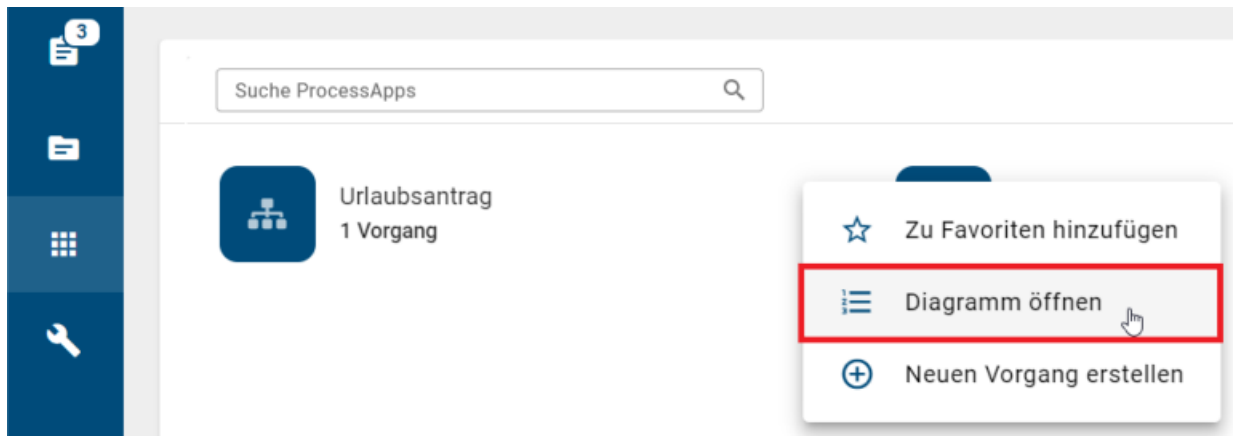 3
Suche ProcessApps
Urlaubsantrag
1 Vorgang
Zu Favoriten hinzufügen
Diagramm öffnen
Neuen Vorgang erstellen